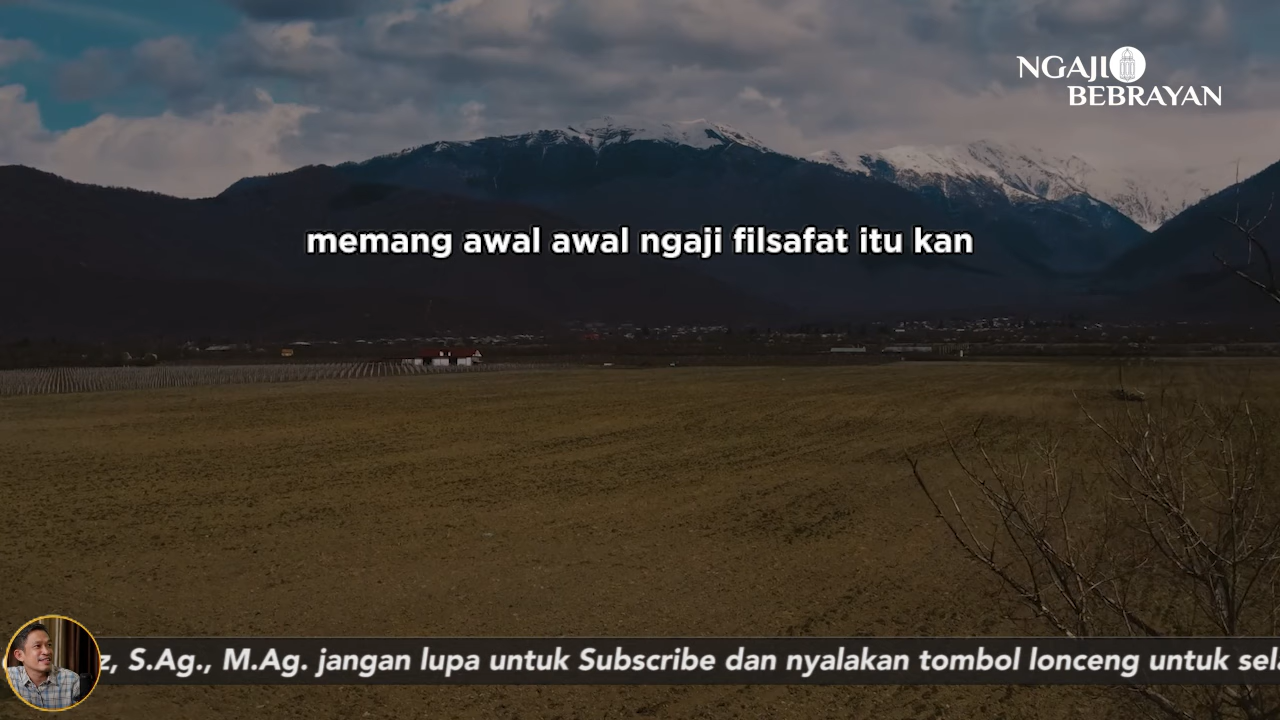 NGAJI
BEBRAYAN
memang awal awal ngaji filsafat itu kan
z, S.Ag., M.Ag. jangan lupa untuk Subscribe dan nyalakan tombol lonceng untuk sela